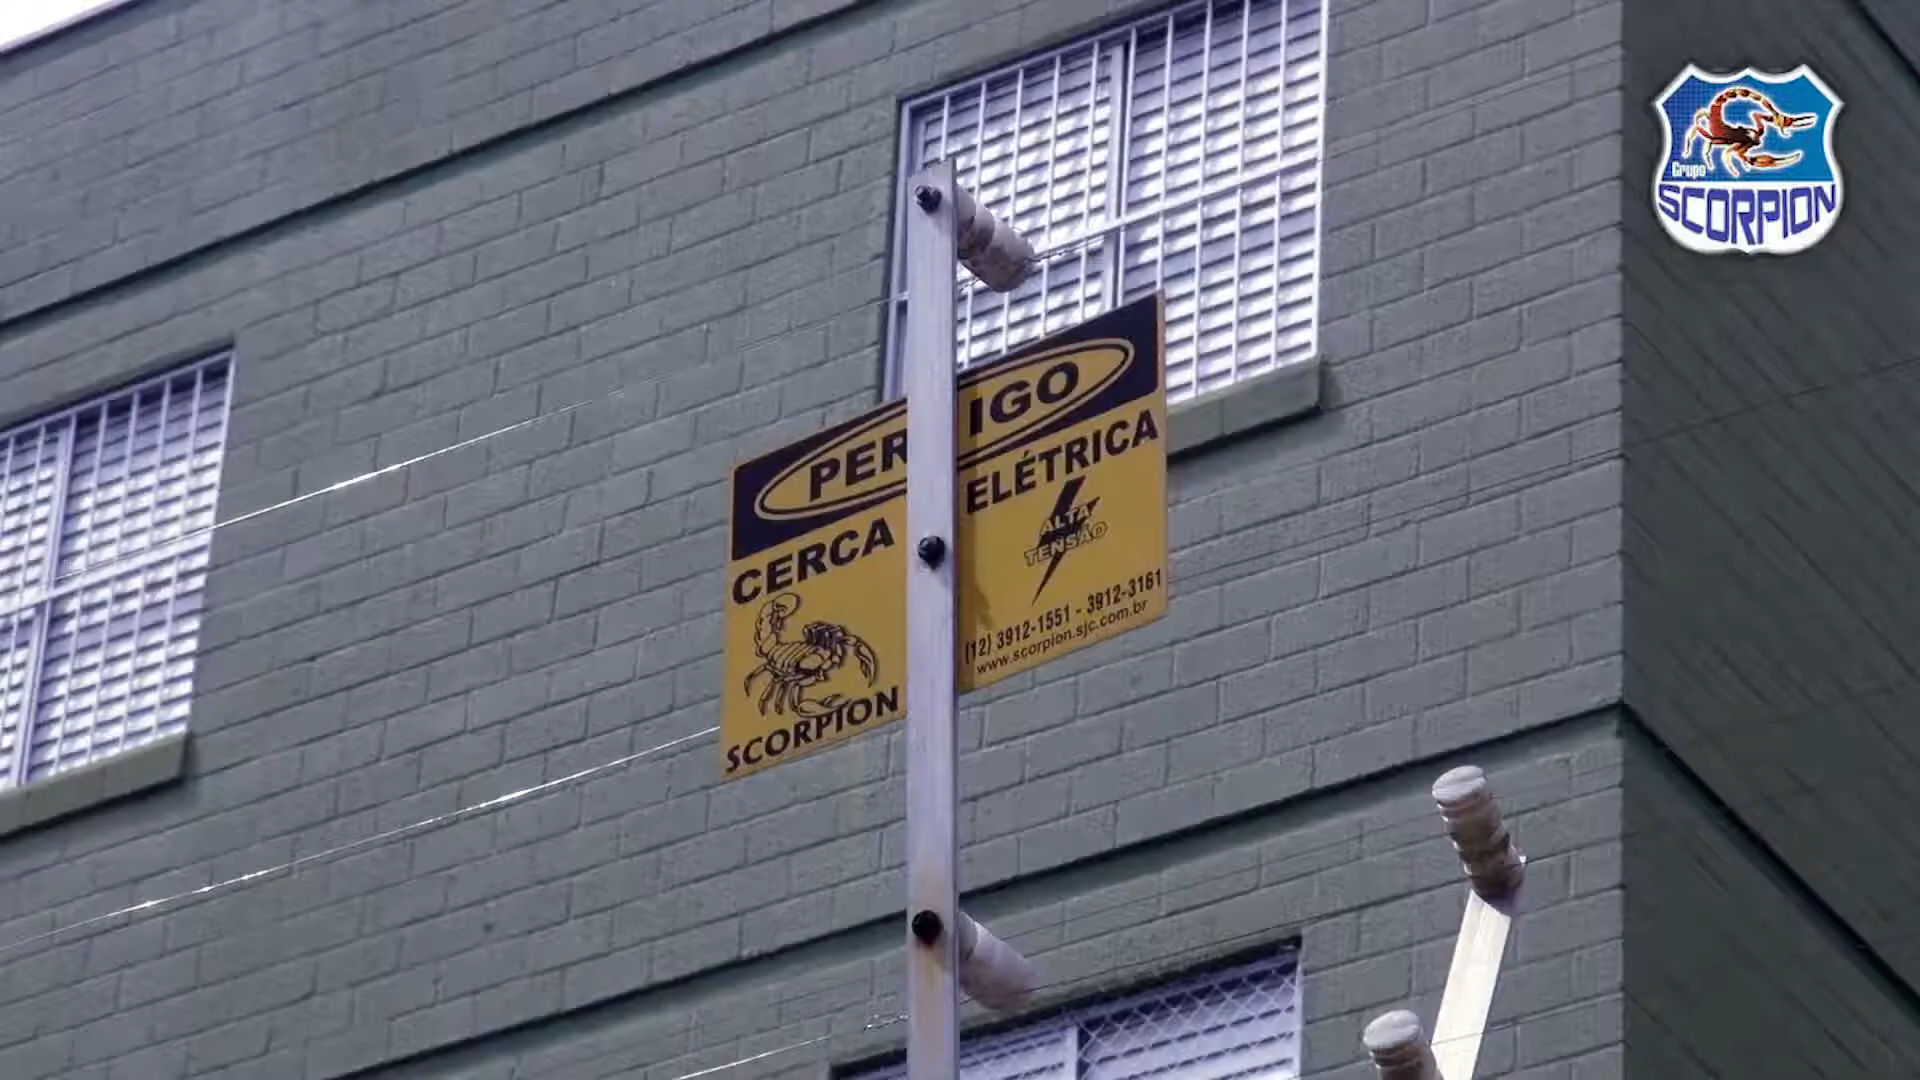 PER IGO
CERCA ELÉTRICA
ALTA
TENSÃO
SCORPION
(12) 3912-1551 - 3912-3161
www.scorpion.sjc.com.br
Grupo
SCORPION